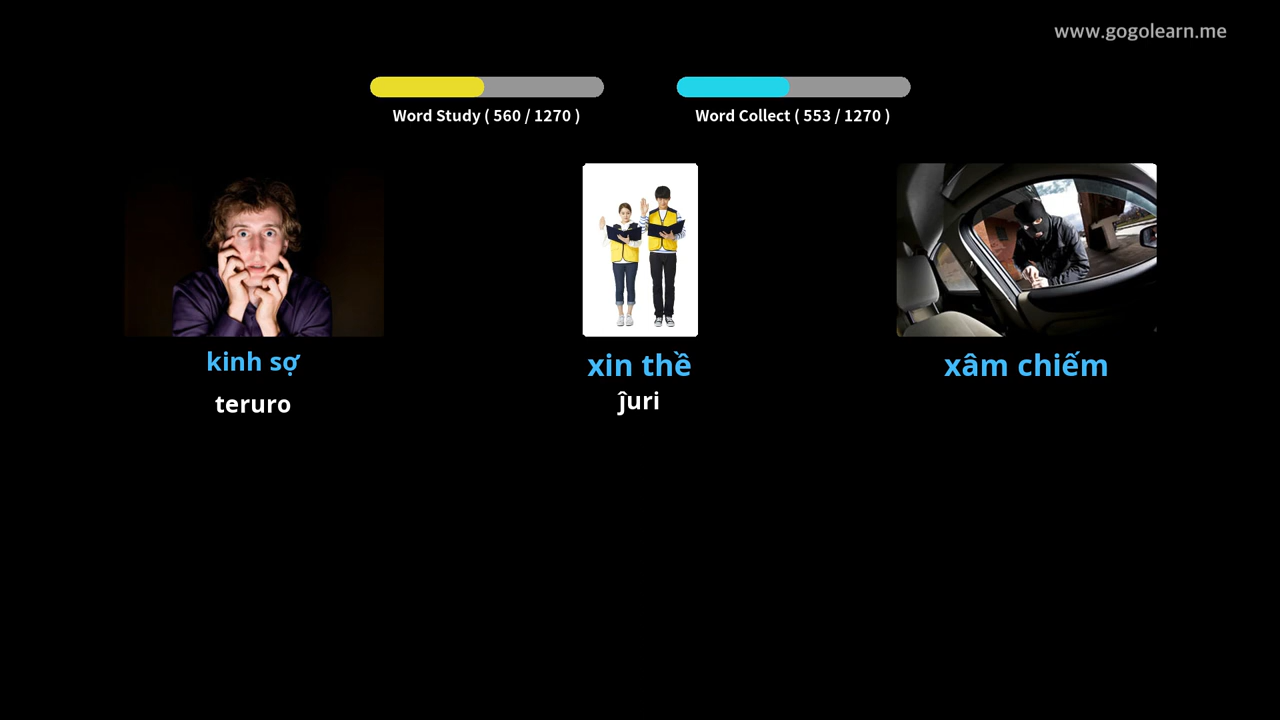 www.gogolearn.me
Word Study ( 560 / 1270 )
Word Collect ( 553 / 1270 )
kinh sợ
xin thề
xâm chiếm
teruro
ĵuri